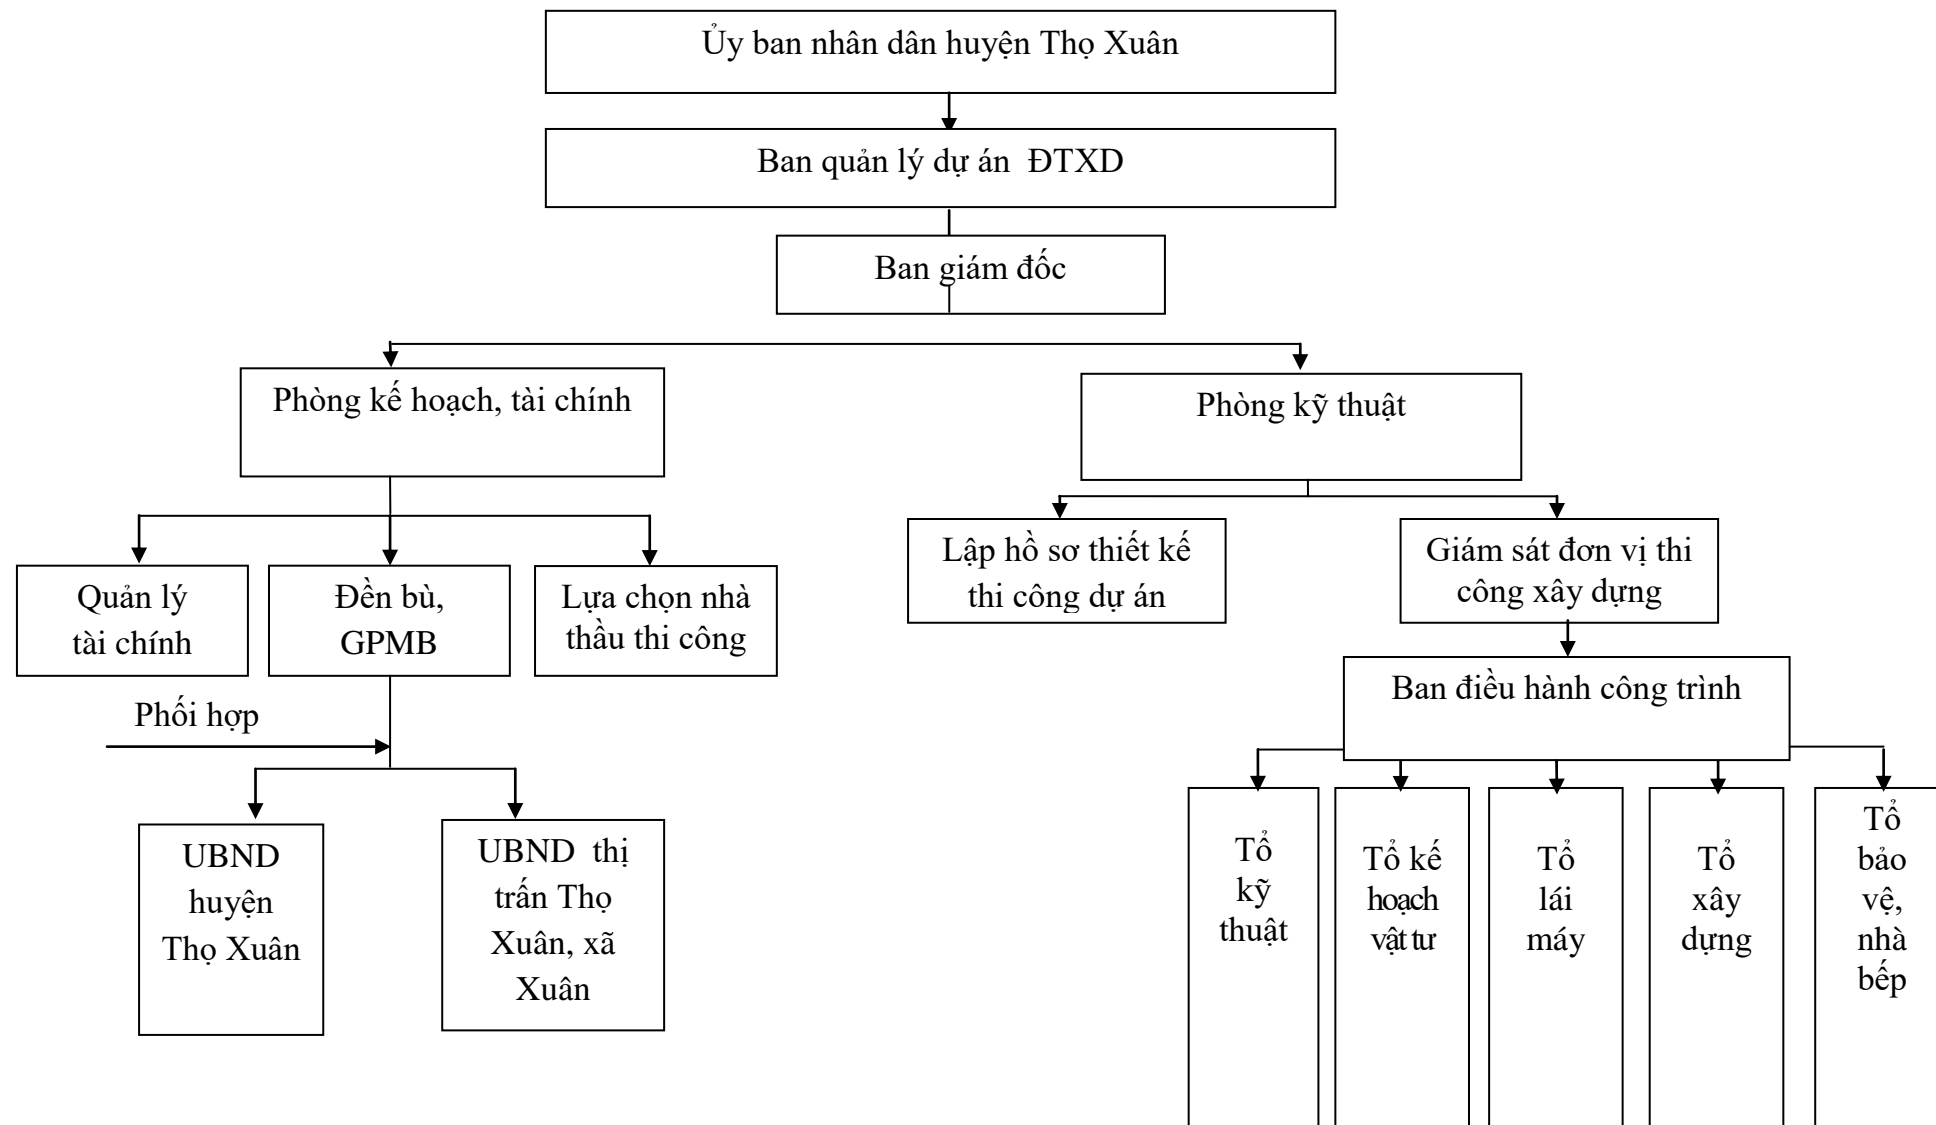 Ủy ban nhân dân huyện Thọ Xuân
Ban quản lý dự án ĐTXD
Ban giám đốc
Phòng kế hoạch, tài chính
Phòng kỹ thuật
Quản lý
tài chính
Đền bù,
GPMB
Lựa chọn nhà
thầu thi công
Lập hồ sơ thiết kế
thi công dự án
Giám sát đơn vị thi
công xây dựng
Phối hợp
Ban điều hành công trình
UBND
huyện
Thọ Xuân
UBND thị
trấn Thọ
Xuân, xã
Xuân
Tổ
kỹ
thuật
Tổ kế
hoạch
vật tư
Tổ
lái
máy
Tổ
xây
dựng
Tổ
bảo
vệ,
nhà
bếp